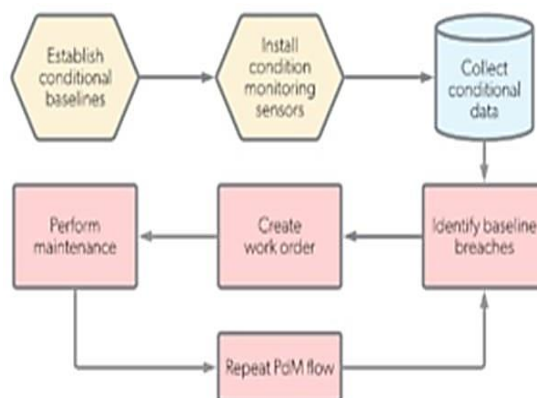 Establish
conditional
baselines
Install
condition
monitoring
sensors
Collect
conditional
data
Identify baseline
breaches
Create
work order
Perform
maintenance
Repeat PdM flow